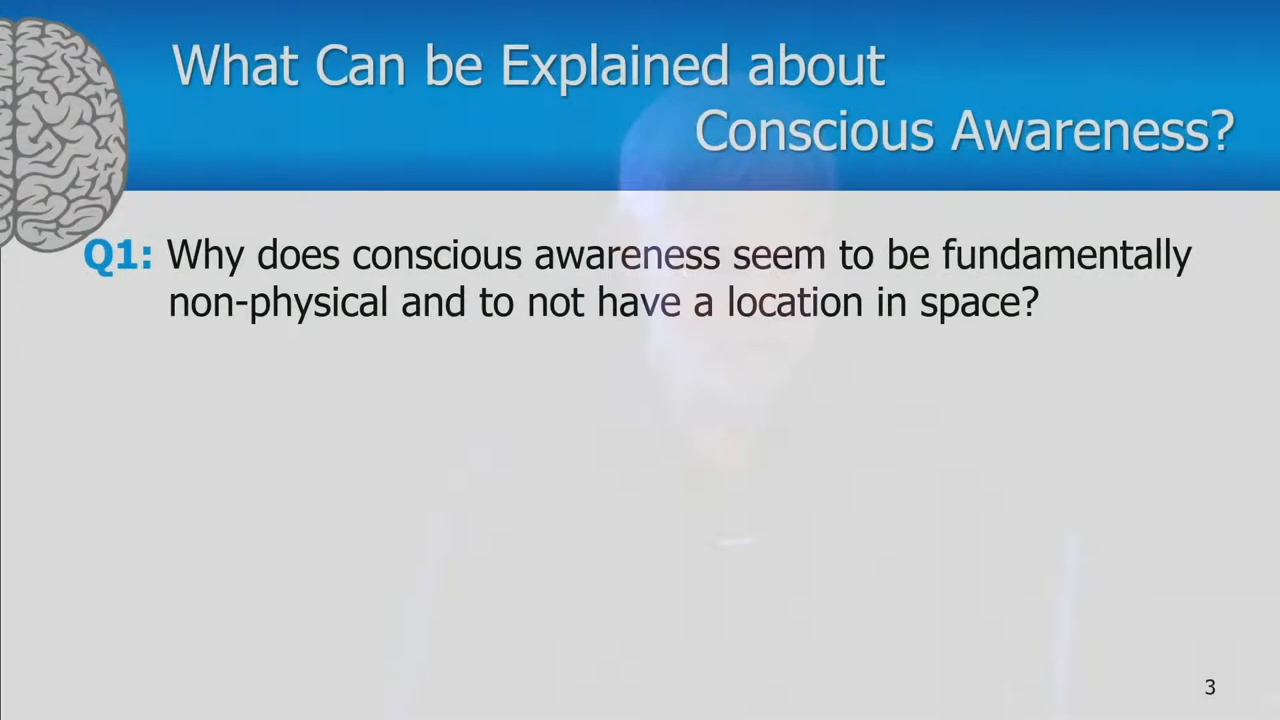 What Can be Explained about
Conscious Awareness?
Q1: Why does conscious awareness seem to be fundamentally
non-physical and to not have a location in space?
3